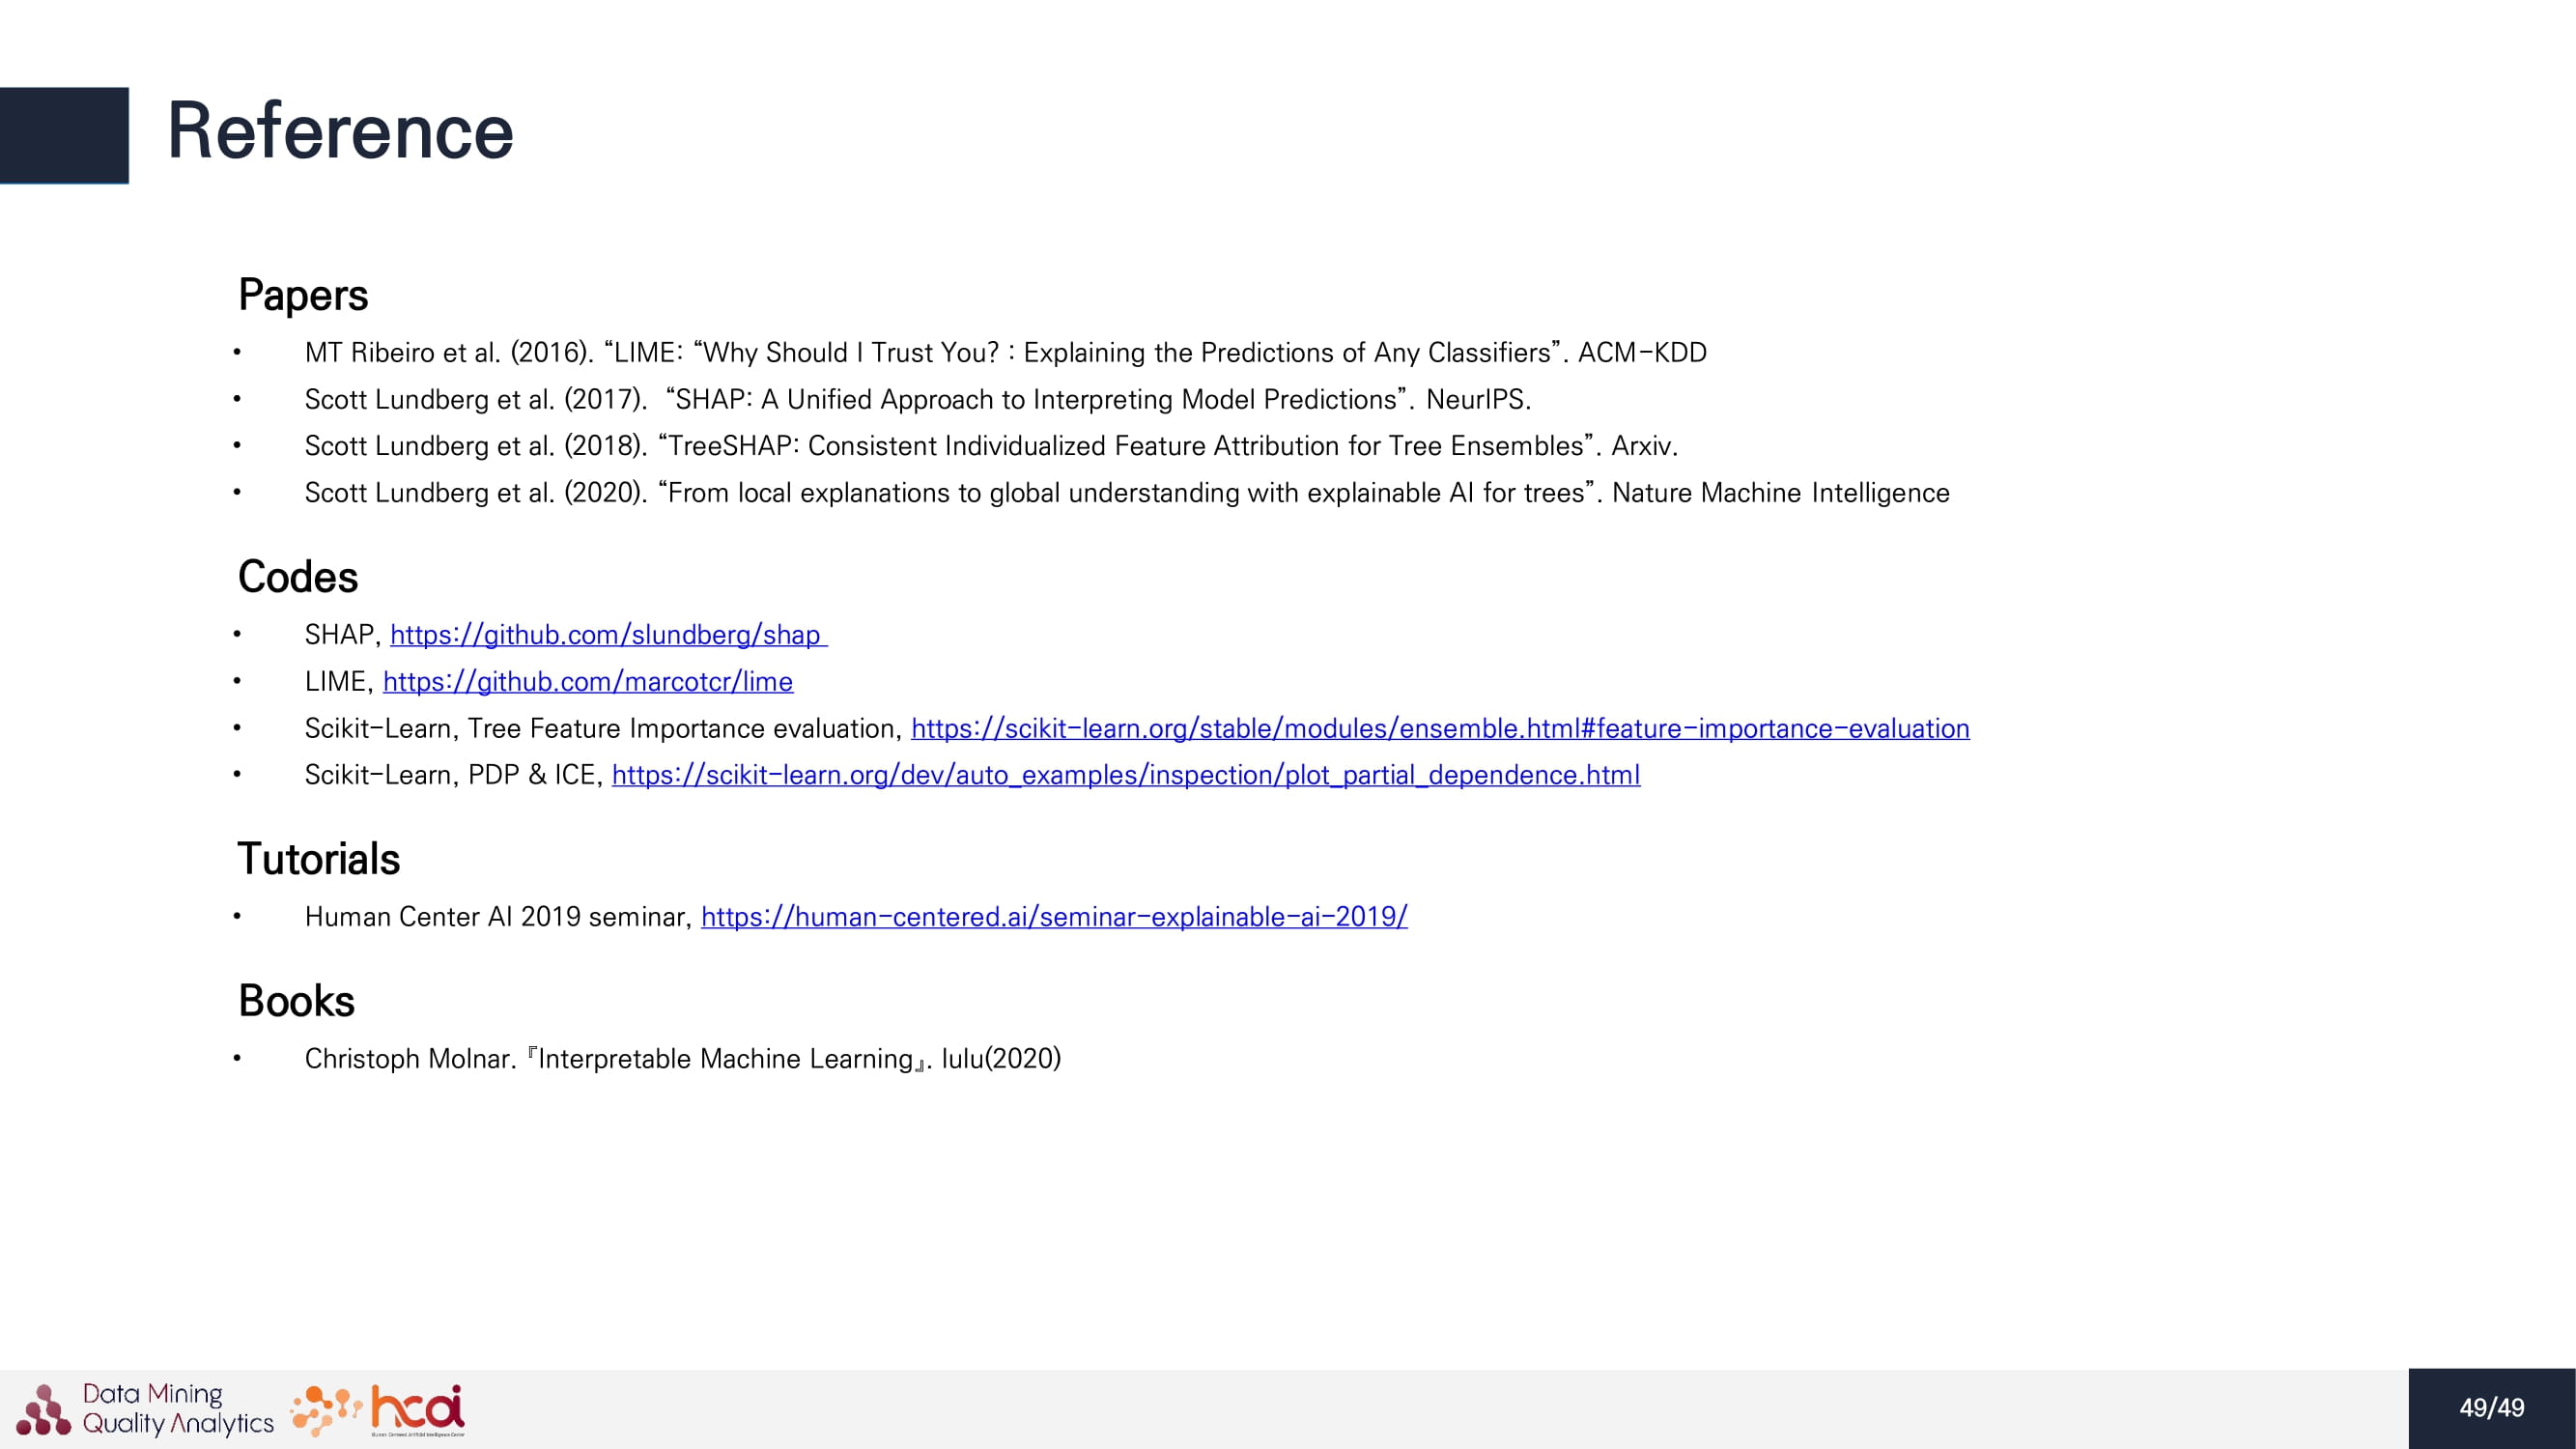 Reference
Papers
• MT Ribeiro et al. (2016). “LIME: “Why Should I Trust You? : Explaining the Predictions of Any Classifiers”. ACM-KDD
• Scott Lundberg et al. (2017).  “SHAP: A Unified Approach to Interpreting Model Predictions”. NeurIPS.
• Scott Lundberg et al. (2018). “TreeSHAP: Consistent Individualized Feature Attribution for Tree Ensembles”. Arxiv.
• Scott Lundberg et al. (2020). “From local explanations to global understanding with explainable AI for trees”. Nature Machine Intelligence
Codes
• SHAP, https://github.com/slundberg/shap
• LIME, https://github.com/marcotcr/lime
• Scikit-Learn, Tree Feature Importance evaluation, https://scikit-learn.org/stable/modules/ensemble.html#feature-importance-evaluation
• Scikit-Learn, PDP & ICE, https://scikit-learn.org/dev/auto_examples/inspection/plot_partial_dependence.html
Tutorials
• Human Center AI 2019 seminar, https://human-centered.ai/seminar-explainable-ai-2019/
Books
• Christoph Molnar. 『Interpretable Machine Learning』. lulu(2020)
Data Mining
Quality Analytics
hcai
Human Centered Artificial Intelligence Center
49/49